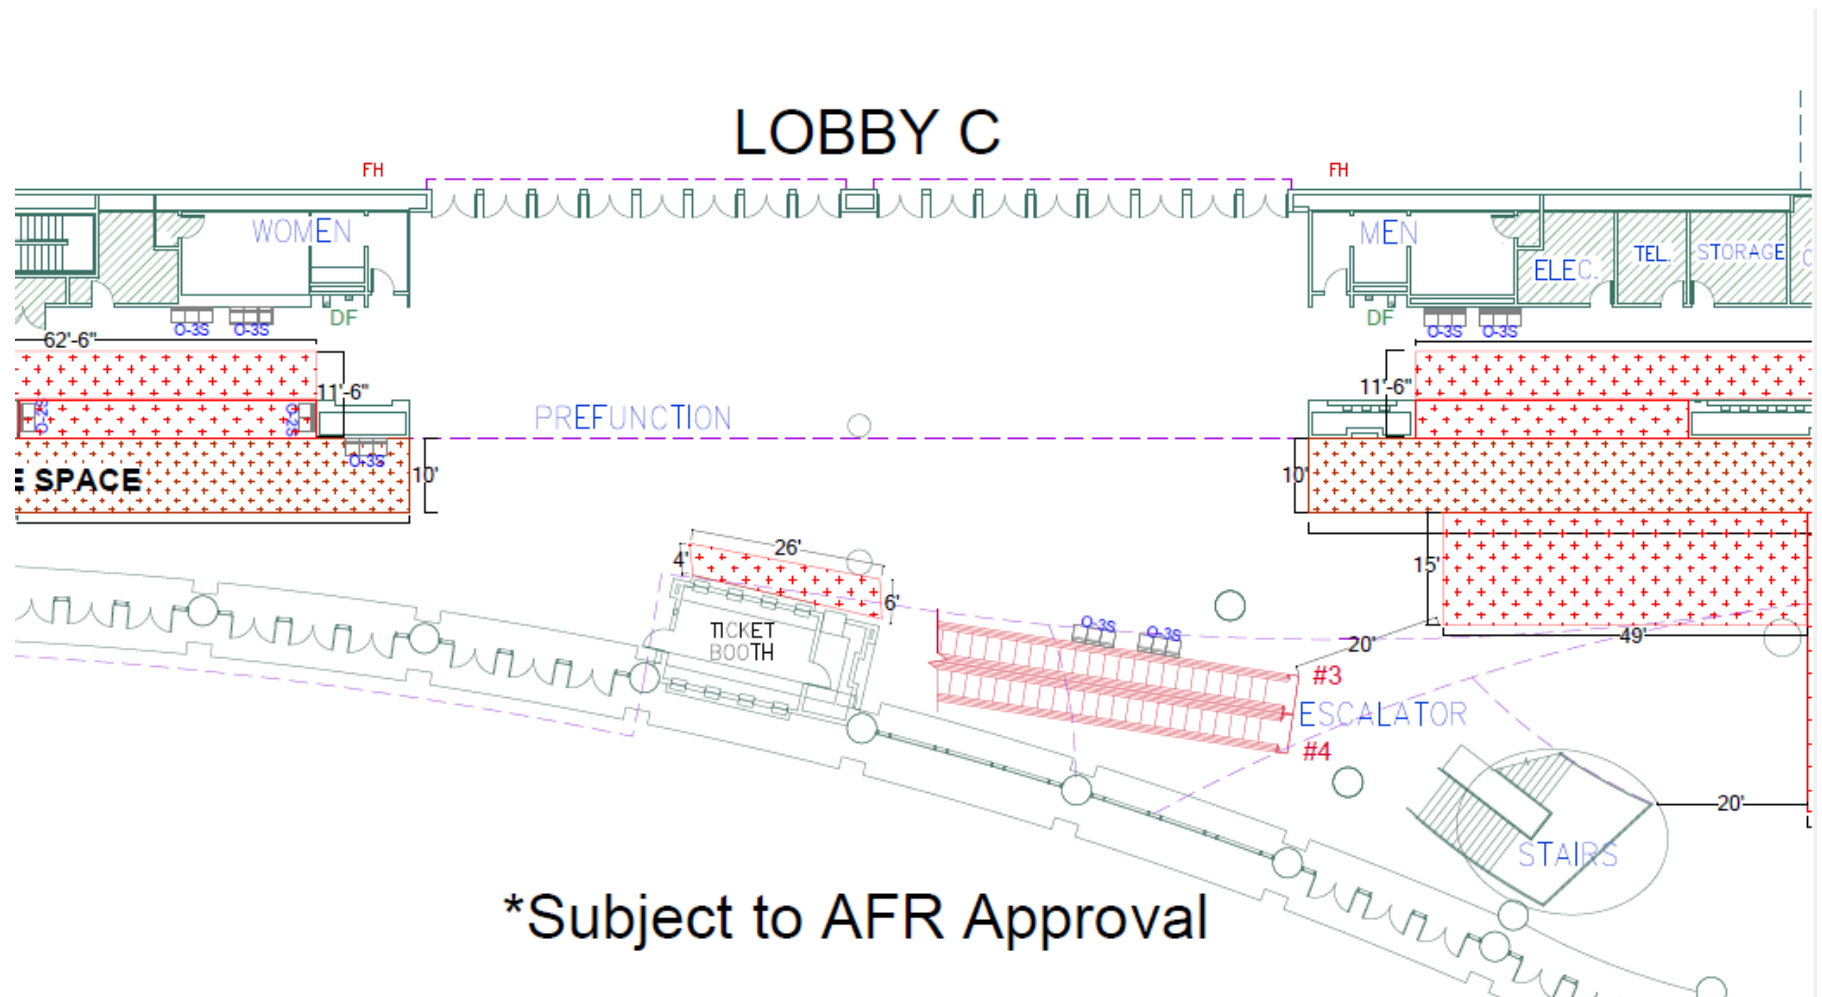 LOBBY C
FH
FH
WOMEN
MEN
ELEC.
TEL.
STORAGE
C
DF
DF
O-3S
O-3S
O-3S
O-3S
62'-6"
11'-6"
11'-6"
O-2S
O-2S
PREFUNCTION
O-3S
E SPACE
10'
10'
26'
4'
6'
15'
TICKET
BOOTH
O-3S
O-3S
20'
49'
#3
ESCALATOR
#4
20'
STAIRS
*Subject to AFR Approval